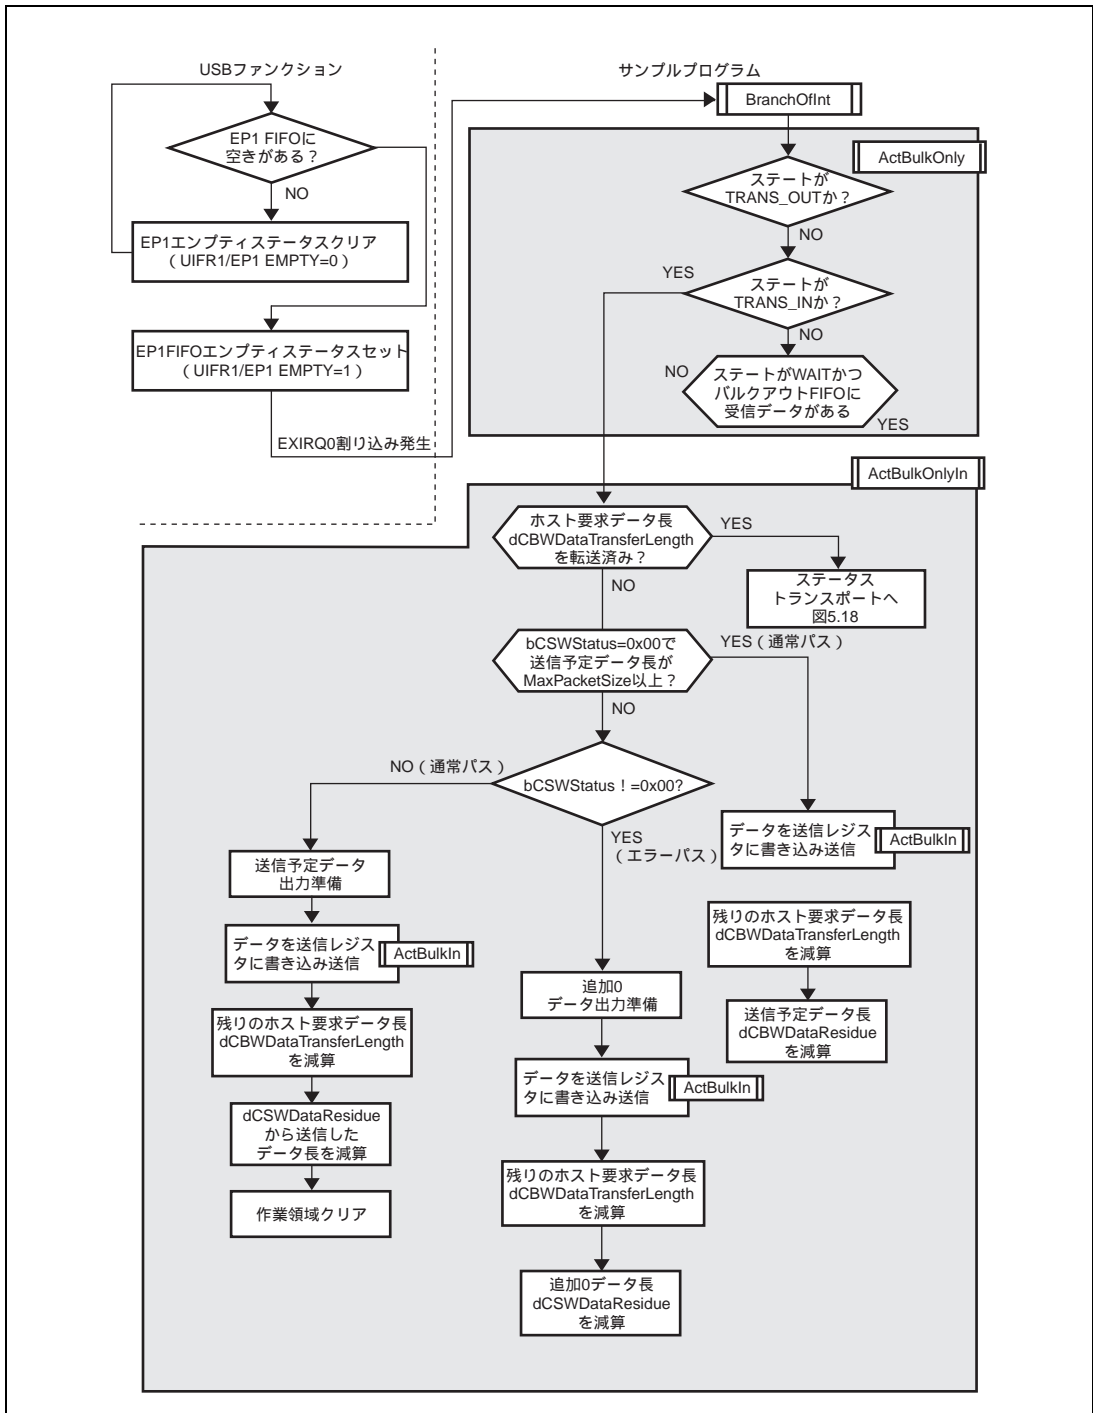 USBファンクション
サンプルプログラム
BranchOfInt
EP1 FIFOに
空きがある？
NO
EP1エンプティステータスクリア
（UIFR1/EP1 EMPTY=0）
EP1FIFOエンプティステータスセット
（UIFR1/EP1 EMPTY=1）
EXIRQ0割り込み発生
ActBulkOnly
ステートが
TRANS_OUTか？
NO
YES
ステートが
TRANS_INか？
NO
NO
ステートがWAITかつ
バルクアウトFIFOに
受信データがある
YES
ActBulkOnlyIn
ホスト要求データ長
dCBWDataTransferLength
を転送済み？
YES
NO
ステータス
トランスポートへ
図5.18
bCSWStatus=0x00で
送信予定データ長が
MaxPacketSize以上？
YES（通常パス）
NO
NO（通常パス）
bCSWStatus！=0x00?
YES
（エラーパス）
データを送信レジス
タに書き込み送信
ActBulkIn
残りのホスト要求データ長
dCBWDataTransferLength
を減算
送信予定データ長
dCBWDataResidue
を減算
送信予定データ
出力準備
データを送信レジス
タに書き込み送信
ActBulkIn
残りのホスト要求データ長
dCBWDataTransferLength
を減算
dCSWDataResidue
から送信した
データ長を減算
作業領域クリア
追加0
データ出力準備
データを送信レジス
タに書き込み送信
ActBulkIn
残りのホスト要求データ長
dCBWDataTransferLength
を減算
追加0データ長
dCSWDataResidue
を減算